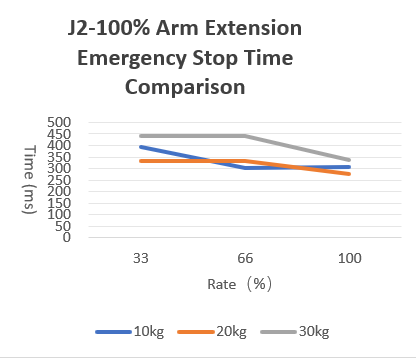 J2-100% Arm Extension
Emergency Stop Time
Comparison
500
450
400
350
300
250
200
150
100
50
0
Time (ms)
33 66 100
Rate（%）
10kg 20kg 30kg